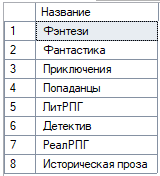 Название
1 Фэнтези
2 Фантастика
3 Приключения
4 Попаданцы
5 ЛитРПГ
6 Детектив
7 РеалРПГ
8 Историческая проза